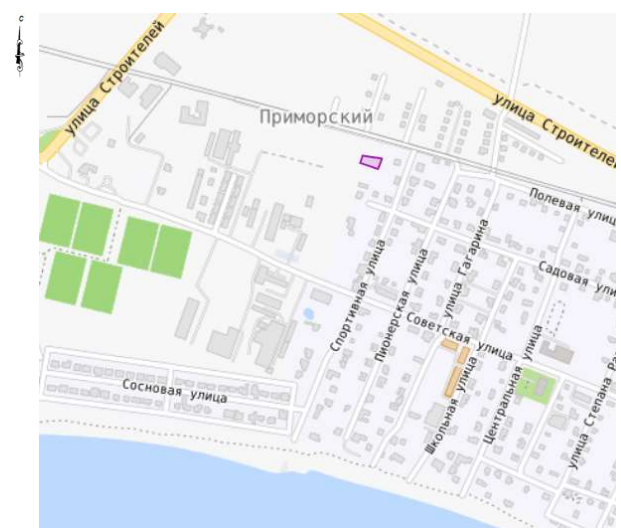 с
улица Строителей
улица Строителей
Приморский
Полевая улиц
Садовая ули
Спортивная улица
Пионерская улица
улица Гагарина
Советская улица
Сосновая улица
Школьная улица
Центральная улица
улица Степана Ра